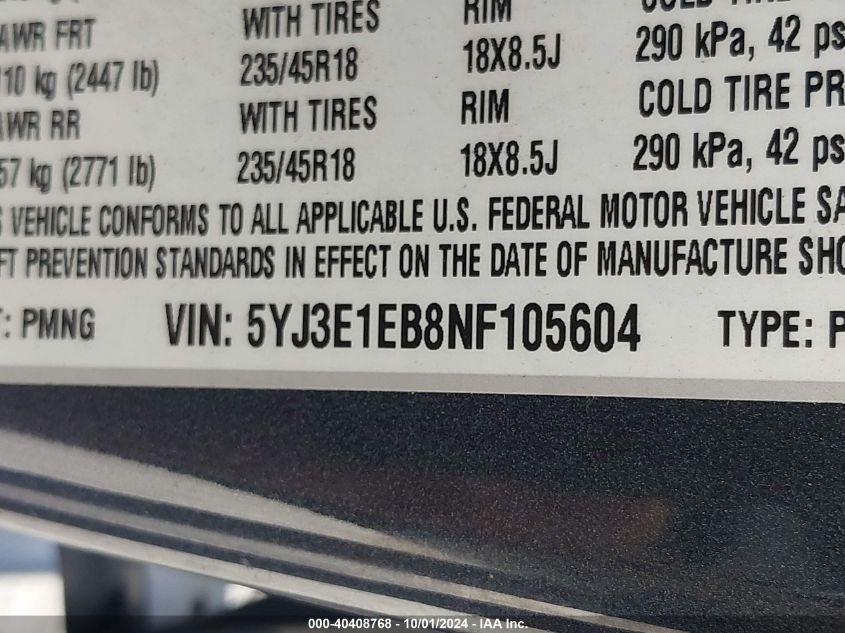 WITH TIRES RIM COLD TIRE
AWR FRT
235/45R18 18X8.5J 290 kPa, 42 ps
10 kg (2447 lb)
WITH TIRES RIM COLD TIRE PR
AWR RR
235/45R18 18X8.5J 290 kPa, 42 ps
57 kg (2771 lb)
S VEHICLE CONFORMS TO ALL APPLICABLE U.S. FEDERAL MOTOR VEHICLE SA
FT PREVENTION STANDARDS IN EFFECT ON THE DATE OF MANUFACTURE SHO
: PMNG VIN: 5YJ3E1EB8NF105604 TYPE: P
000-40408768 - 10/01/2024 - IAA Inc.